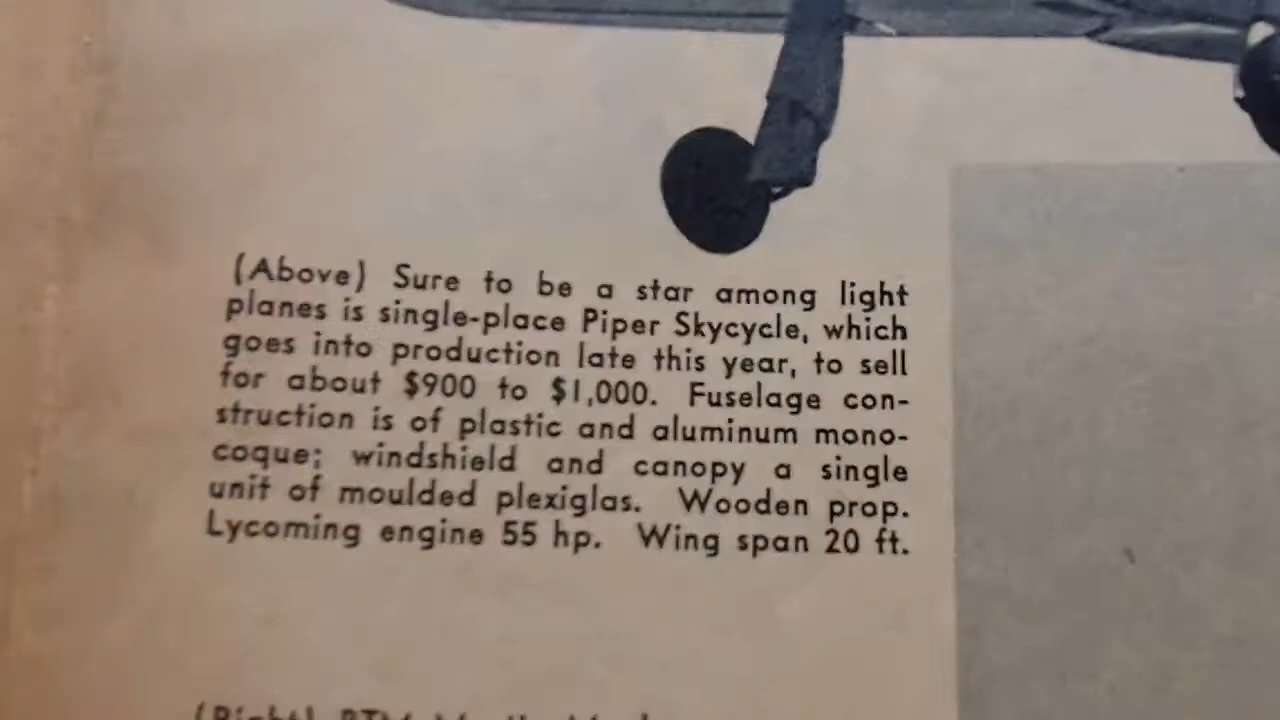 (Above) Sure to be a star among light
planes is single-place Piper Skycycle, which
goes into production late this year, to sell
for about $900 to $1,000. Fuselage con-
struction is of plastic and aluminum mono-
coque; windshield and canopy a single
unit of moulded plexiglas. Wooden prop.
Lycoming engine 55 hp. Wing span 20 ft.
(Right)